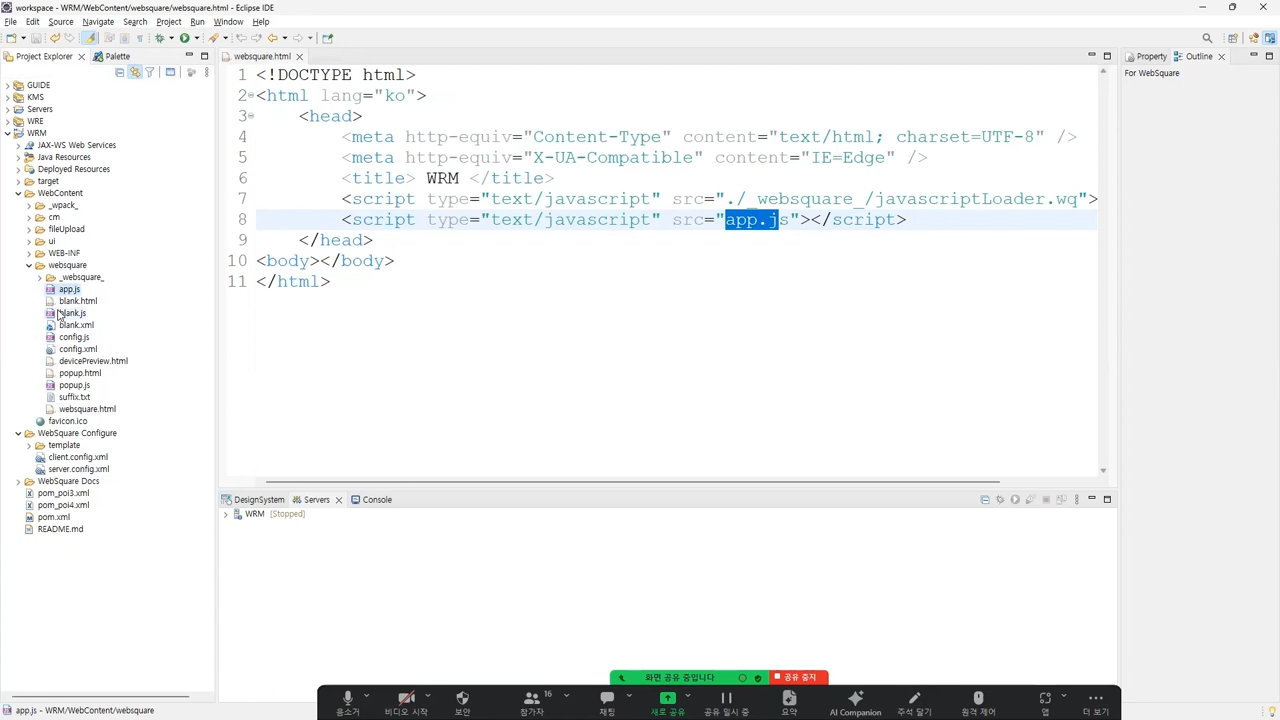 workspace - WRM/WebContent/websquare/websquare.html - Eclipse IDE
File Edit Source Navigate Search Project Run Window Help
Project Explorer
Palette
GUIDE
KMS
Servers
WRE
WRM
JAX-WS Web Services
Java Resources
Deployed Resources
target
WebContent
_wpack_
cm
fileUpload
ui
WEB-INF
websquare
_websquare_
app.js
blank.html
blank.js
blank.xml
config.js
config.xml
devicePreview.html
popup.html
popup.js
suffix.txt
websquare.html
favicon.ico
WebSquare Configure
template
client.config.xml
server.config.xml
WebSquare Docs
pom_poi3.xml
pom_poi4.xml
pom.xml
README.md
websquare.html
1 <!DOCTYPE html>
2 <html lang="ko">
3 <head>
4 <meta http-equiv="Content-Type" content="text/html; charset=UTF-8" />
5 <meta http-equiv="X-UA-Compatible" content="IE=Edge" />
6 <title> WRM </title>
7 <script type="text/javascript" src="./_websquare_/javascriptLoader.wq">
8 <script type="text/javascript" src="app.js"></script>
9 </head>
10 <body></body>
11 </html>
Property
Outline
For WebSquare
DesignSystem
Servers
Console
WRM [Stopped]
화면 공유 중입니다
공유 중지
16
음소거
비디오 시작
보안
참가자
채팅
새로 공유
공유 일시 중
요약
AI Companion
주석 달기
원격 제어
앱
더 보기
app.js - WRM/WebContent/websquare